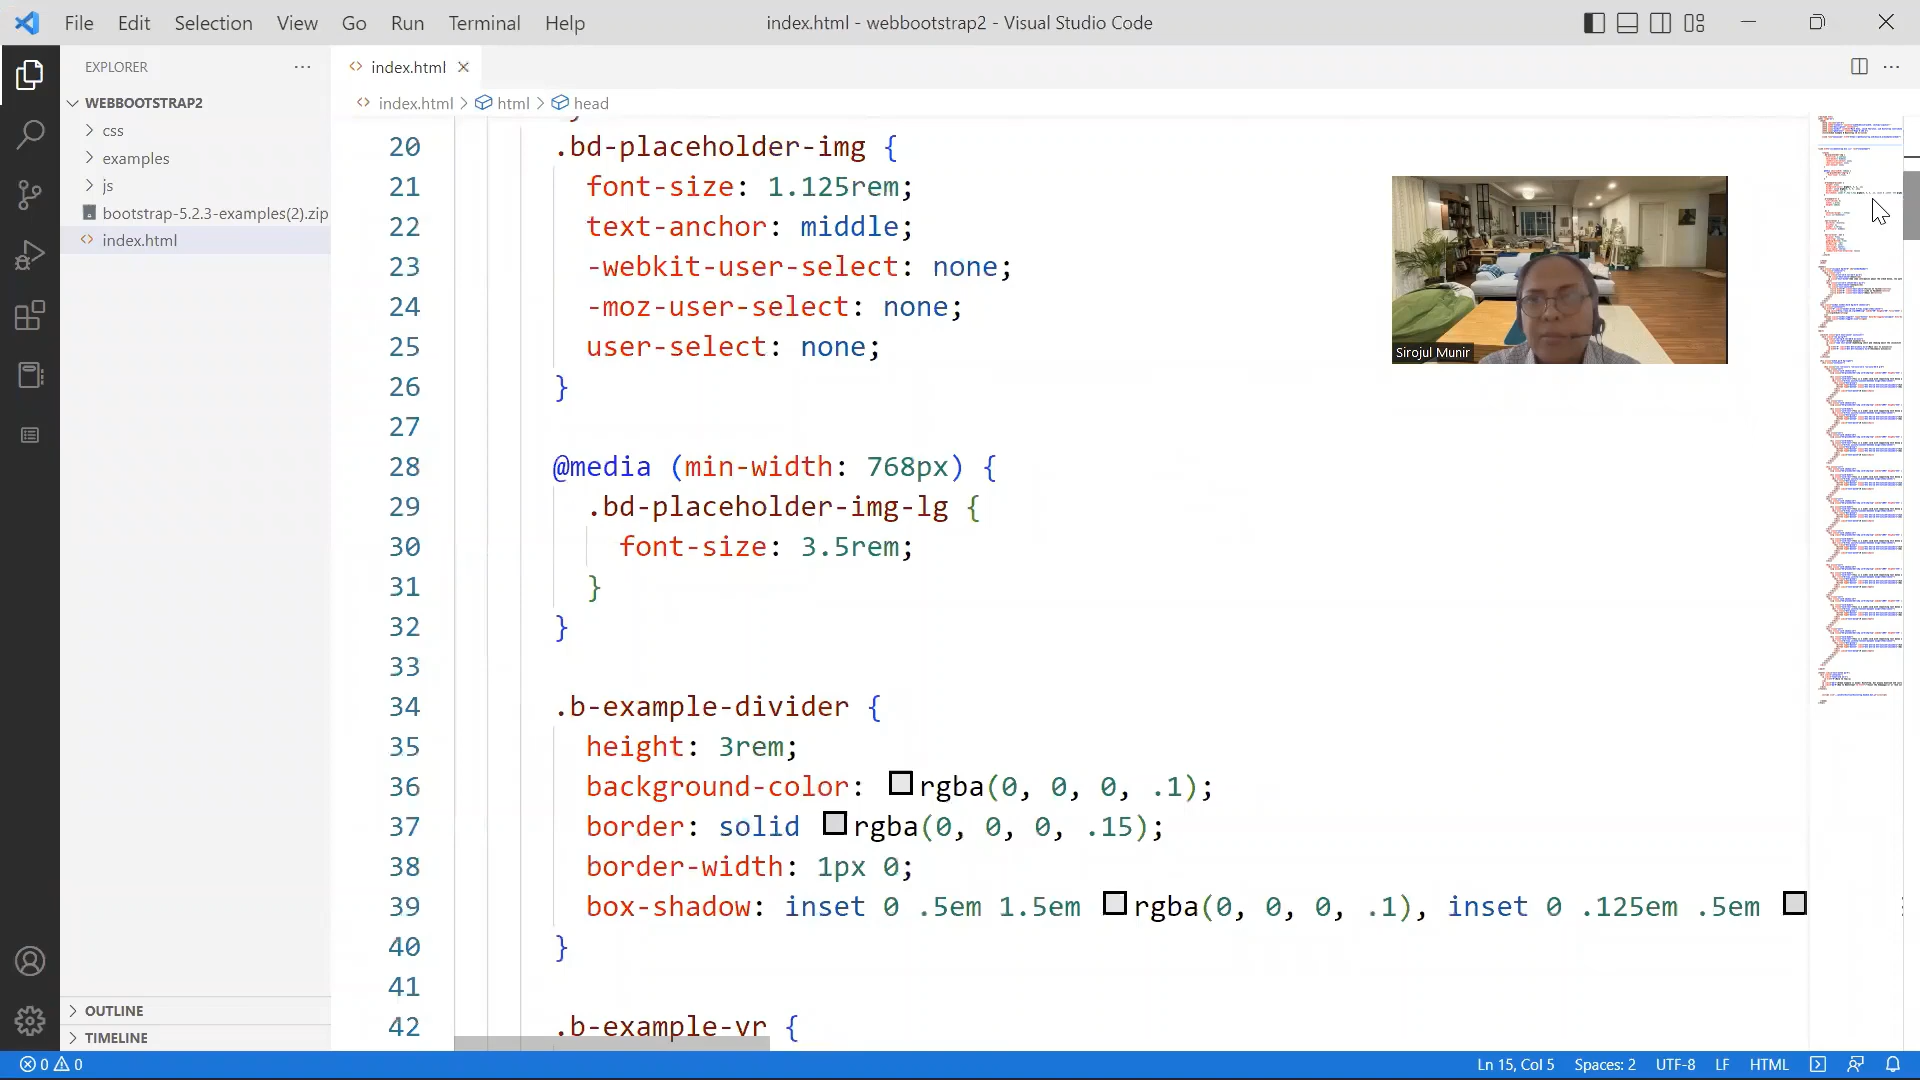 File Edit Selection View Go Run Terminal Help
index.html - webbootstrap2 - Visual Studio Code
EXPLORER
WEBBOOTSTRAP2
css
examples
js
bootstrap-5.2.3-examples(2).zip
index.html
OUTLINE
TIMELINE
index.html
index.html > html > head
20 .bd-placeholder-img {
21 font-size: 1.125rem;
22 text-anchor: middle;
23 -webkit-user-select: none;
24 -moz-user-select: none;
25 user-select: none;
26 }
27
28 @media (min-width: 768px) {
29 .bd-placeholder-img-lg {
30 font-size: 3.5rem;
31 }
32 }
33
34 .b-example-divider {
35 height: 3rem;
36 background-color: rgba(0, 0, 0, .1);
37 border: solid rgba(0, 0, 0, .15);
38 border-width: 1px 0;
39 box-shadow: inset 0 .5em 1.5em rgba(0, 0, 0, .1), inset 0 .125em .5em
40 }
41
42 .b-example-vr {
Sirojul Munir
0 0
Ln 15, Col 5 Spaces: 2 UTF-8 LF HTML